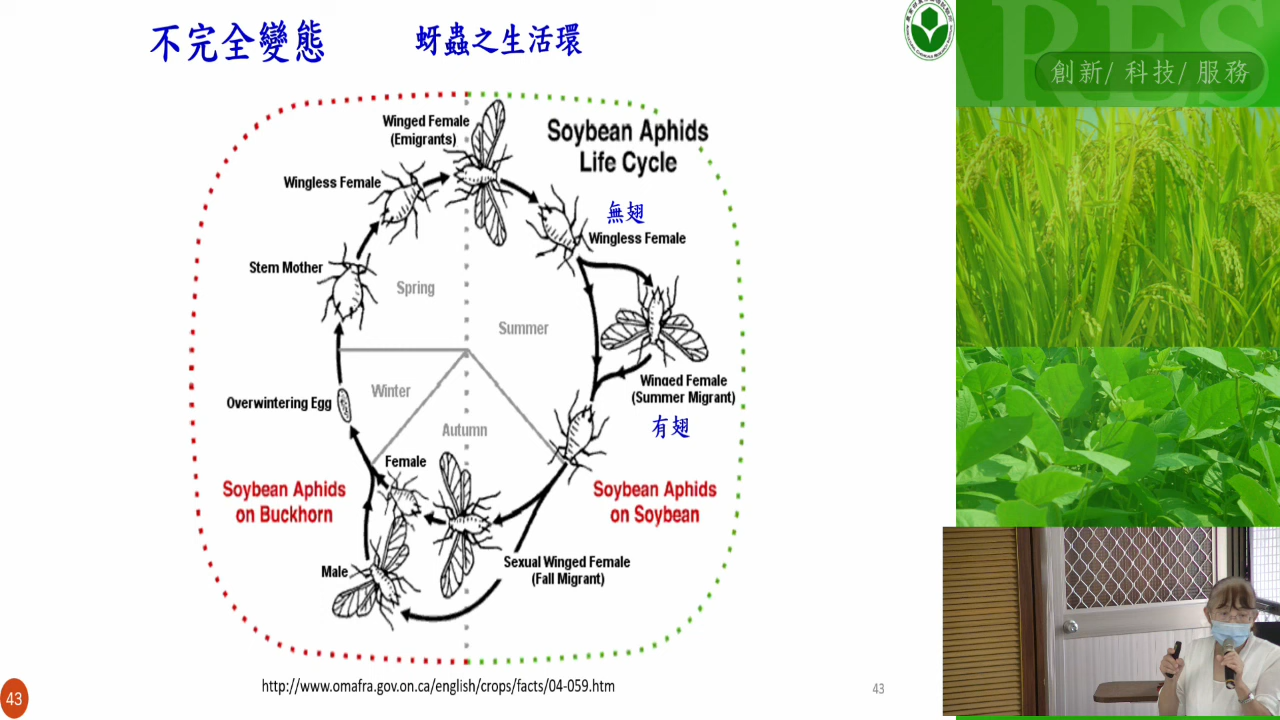 不完全變態
蚜蟲之生活環
創新/ 科技/ 服務
Soybean Aphids
Life Cycle
Winged Female
(Emigrants)
Wingless Female
無翅
Wingless Female
Stem Mother
Spring
Summer
Winged Female
(Summer Migrant)
有翅
Winter
Overwintering Egg
Autumn
Female
Soybean Aphids
on Buckhorn
Soybean Aphids
on Soybean
Sexual Winged Female
(Fall Migrant)
Male
http://www.omafra.gov.on.ca/english/crops/facts/04-059.htm
43
43